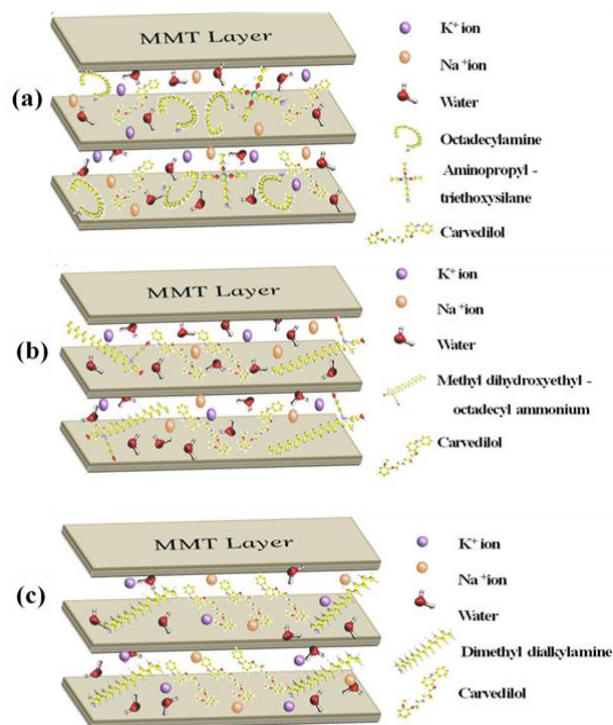 MMT Layer
K+ ion
Na+ion
Water
(a)
Octadecylamine
Aminopropyl -
triethoxysilane
Carvedilol
MMT Layer
K+ ion
Na+ion
Water
(b)
Methyl dihydroxyethyl -
octadecyl ammonium
Carvedilol
MMT Layer
K+ ion
Na+ion
(c)
Water
Dimethyl dialkylamine
Carvedilol